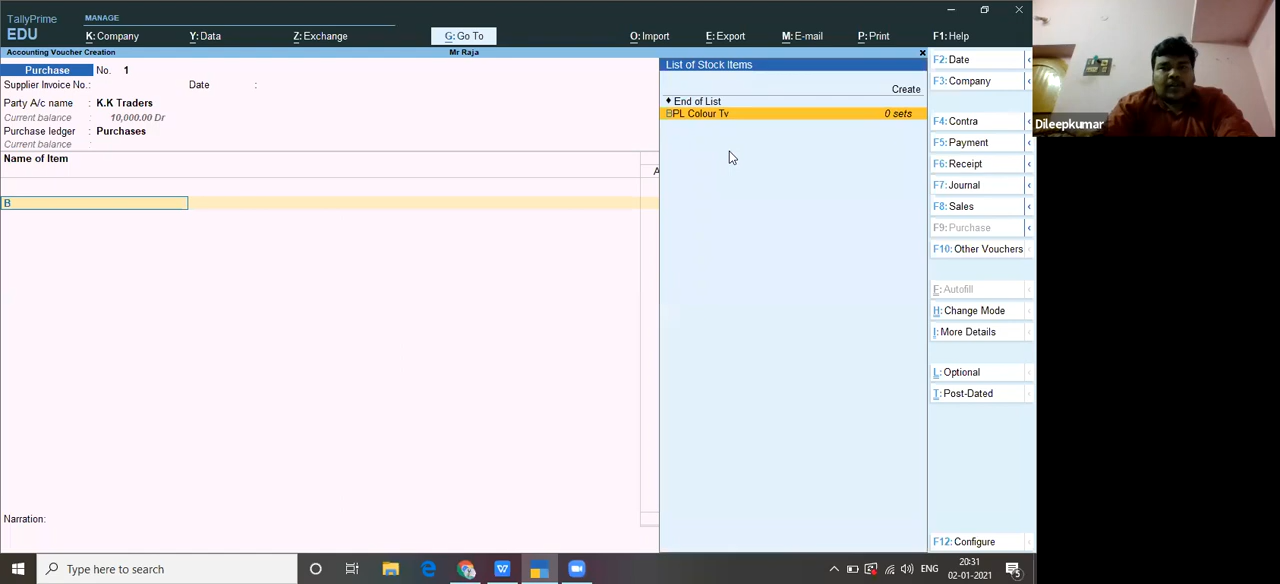 TallyPrime
EDU
MANAGE
K: Company
Y: Data
Z: Exchange
G: Go To
O: Import
E: Export
M: E-mail
P: Print
F1: Help
Accounting Voucher Creation
Mr Raja
Purchase No. 1
Supplier Invoice No.: Date :
Party A/c name : K.K Traders
Current balance : 10,000.00 Dr
Purchase ledger : Purchases
Current balance :
Name of Item
A
B
Narration:
List of Stock Items
Create
End of List
BPL Colour Tv 0 sets
F2: Date
F3: Company
F4: Contra
F5: Payment
F6: Receipt
F7: Journal
F8: Sales
F9: Purchase
F10: Other Vouchers
F: Autofill
H: Change Mode
I: More Details
L: Optional
T: Post-Dated
F12: Configure
Dileepkumar
Type here to search
ENG
20:31
02-01-2021
5